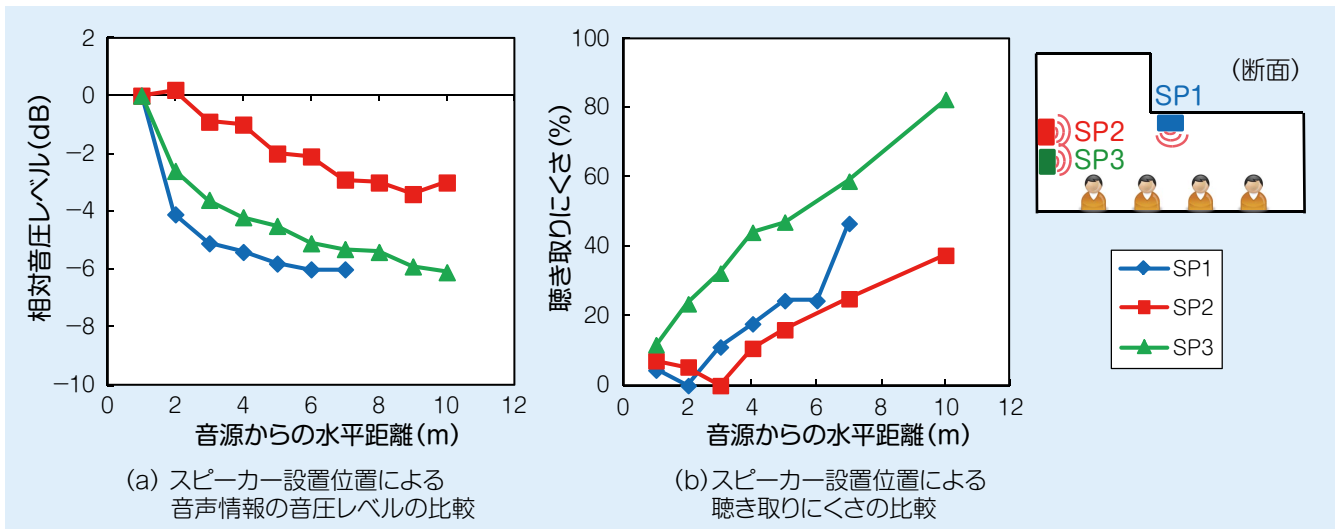 2
0
−2
−4
−6
−8
−10
0
2
4
6
8
10
12
相対音圧レベル(dB)
音源からの水平距離(m)
(a) スピーカー設置位置による
音声情報の音圧レベルの比較
100
80
60
40
20
0
0
2
4
6
8
10
12
聴き取りにくさ(%)
音源からの水平距離(m)
(b)スピーカー設置位置による
聴き取りにくさの比較
(断面)
SP1
SP2
SP3
SP1
SP2
SP3